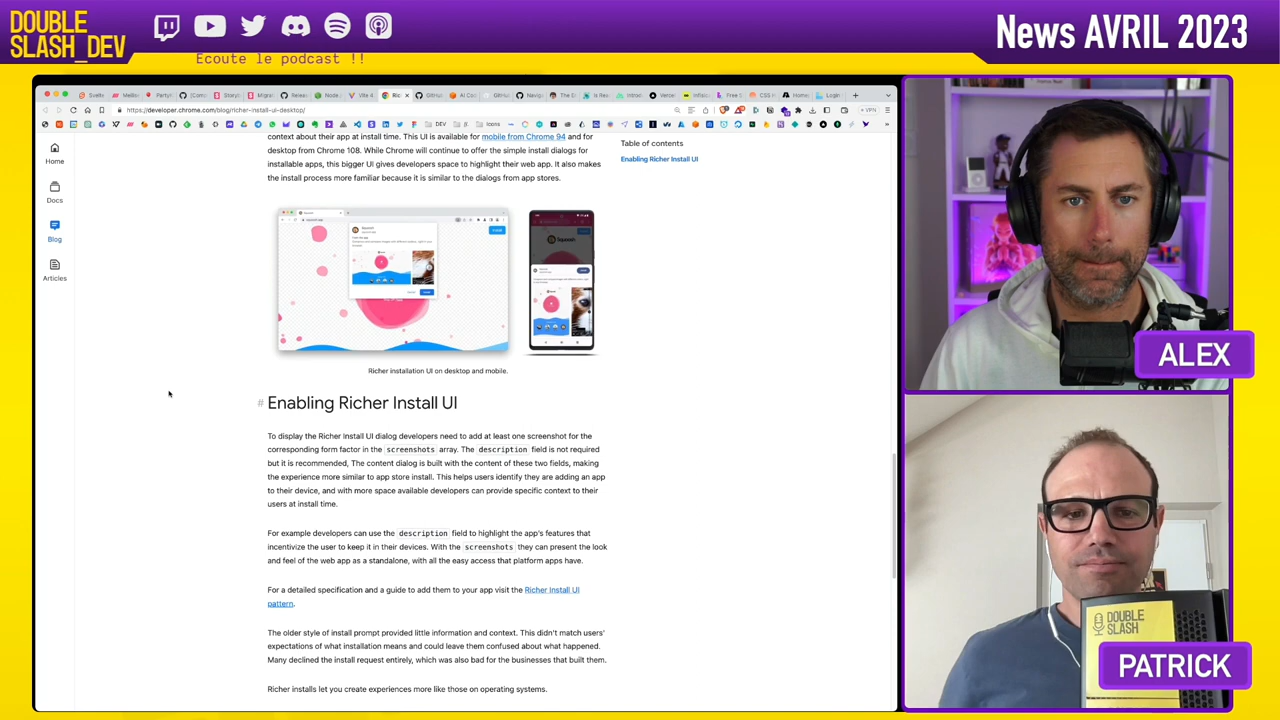 DOUBLE
SLASH_DEV
Ecoute le podcast !!
News AVRIL 2023
https://developer.chrome.com/blog/richer-install-ui-desktop/
VPN
DEV
Icons
Home
Docs
Blog
Articles
context about their app at install time. This UI is available for mobile from Chrome 94 and for
desktop from Chrome 108. While Chrome will continue to offer the simple install dialogs for
installable apps, this bigger UI gives developers space to highlight their web app. It also makes
the install process more familiar because it is similar to the dialogs from app stores.
Table of contents
Enabling Richer Install UI
Richer installation UI on desktop and mobile.
# Enabling Richer Install UI
To display the Richer Install UI dialog developers need to add at least one screenshot for the
corresponding form factor in the screenshots array. The description field is not required
but it is recommended, The content dialog is built with the content of these two fields, making
the experience more similar to app store install. This helps users identify they are adding an app
to their device, and with more space available developers can provide specific context to their
users at install time.
For example developers can use the description field to highlight the app's features that
incentivize the user to keep it in their devices. With the screenshots they can present the look
and feel of the web app as a standalone, with all the easy access that platform apps have.
For a detailed specification and a guide to add them to your app visit the Richer Install UI
pattern.
The older style of install prompt provided little information and context. This didn't match users'
expectations of what installation means and could leave them confused about what happened.
Many declined the install request entirely, which was also bad for the businesses that built them.
Richer installs let you create experiences more like those on operating systems.
ALEX
DOUBLE
SLASH
PATRICK